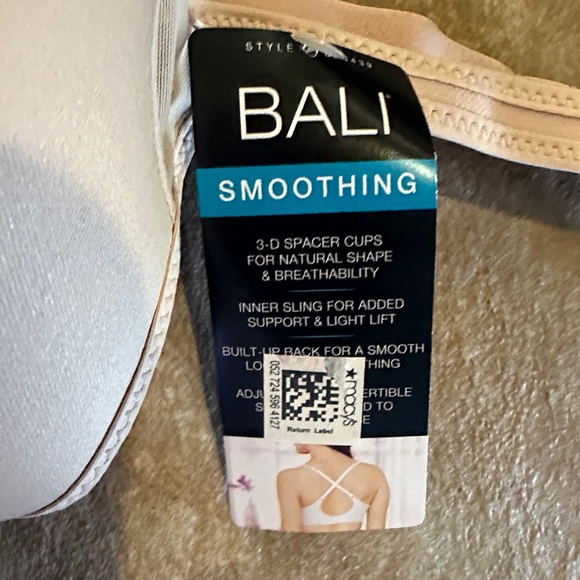 STYLE
BALI
SMOOTHING
3-D SPACER CUPS
FOR NATURAL SHAPE
& BREATHABILITY
INNER SLING FOR ADDED
SUPPORT & LIGHT LIFT
BUILT-UP BACK FOR A SMOOTH
052 724 596 4127
★macy's
Return Label